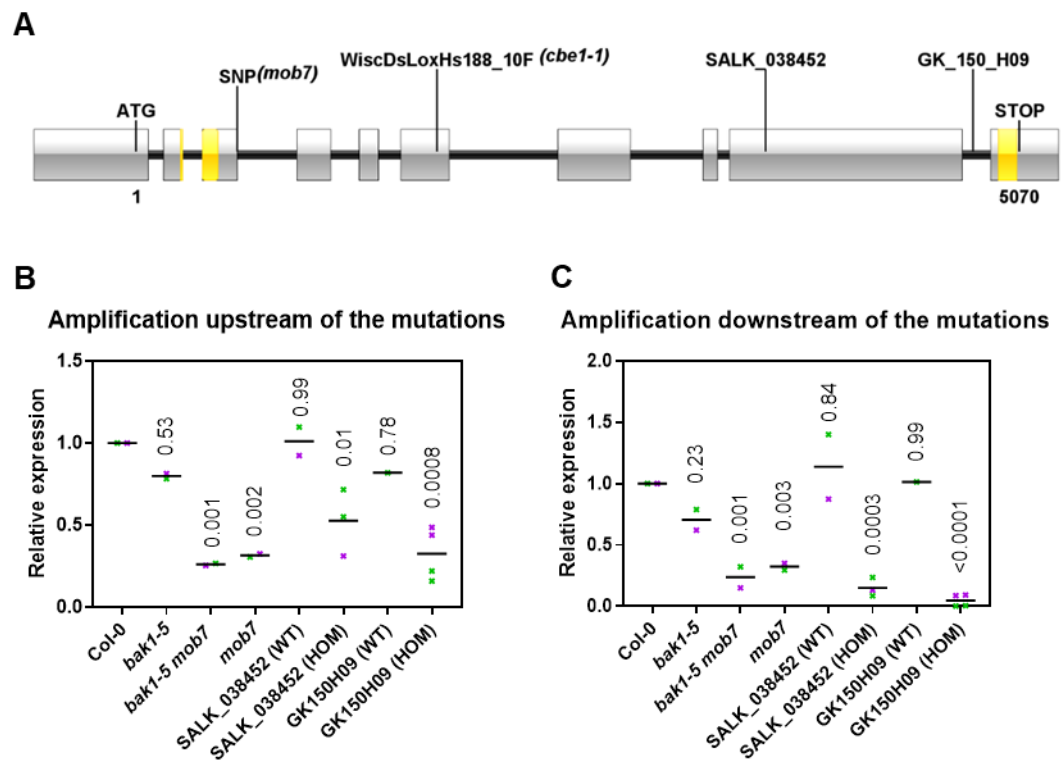 A
SNP(mob7)
WiscDsLoxHs188_10F (cbe1-1)
SALK_038452
GK_150_H09
ATG
STOP
1
5070
B
Amplification upstream of the mutations
Relative expression
1.5
1.0
0.5
0.0
0.53
0.001
0.002
0.99
0.01
0.78
0.0008
Col-0
bak1-5
bak1-5 mob7
mob7
SALK_038452 (WT)
SALK_038452 (HOM)
GK150H09 (WT)
GK150H09 (HOM)
C
Amplification downstream of the mutations
Relative expression
2.0
1.5
1.0
0.5
0.0
0.23
0.001
0.003
0.84
0.0003
0.99
<0.0001
Col-0
bak1-5
bak1-5 mob7
mob7
SALK_038452 (WT)
SALK_038452 (HOM)
GK150H09 (WT)
GK150H09 (HOM)